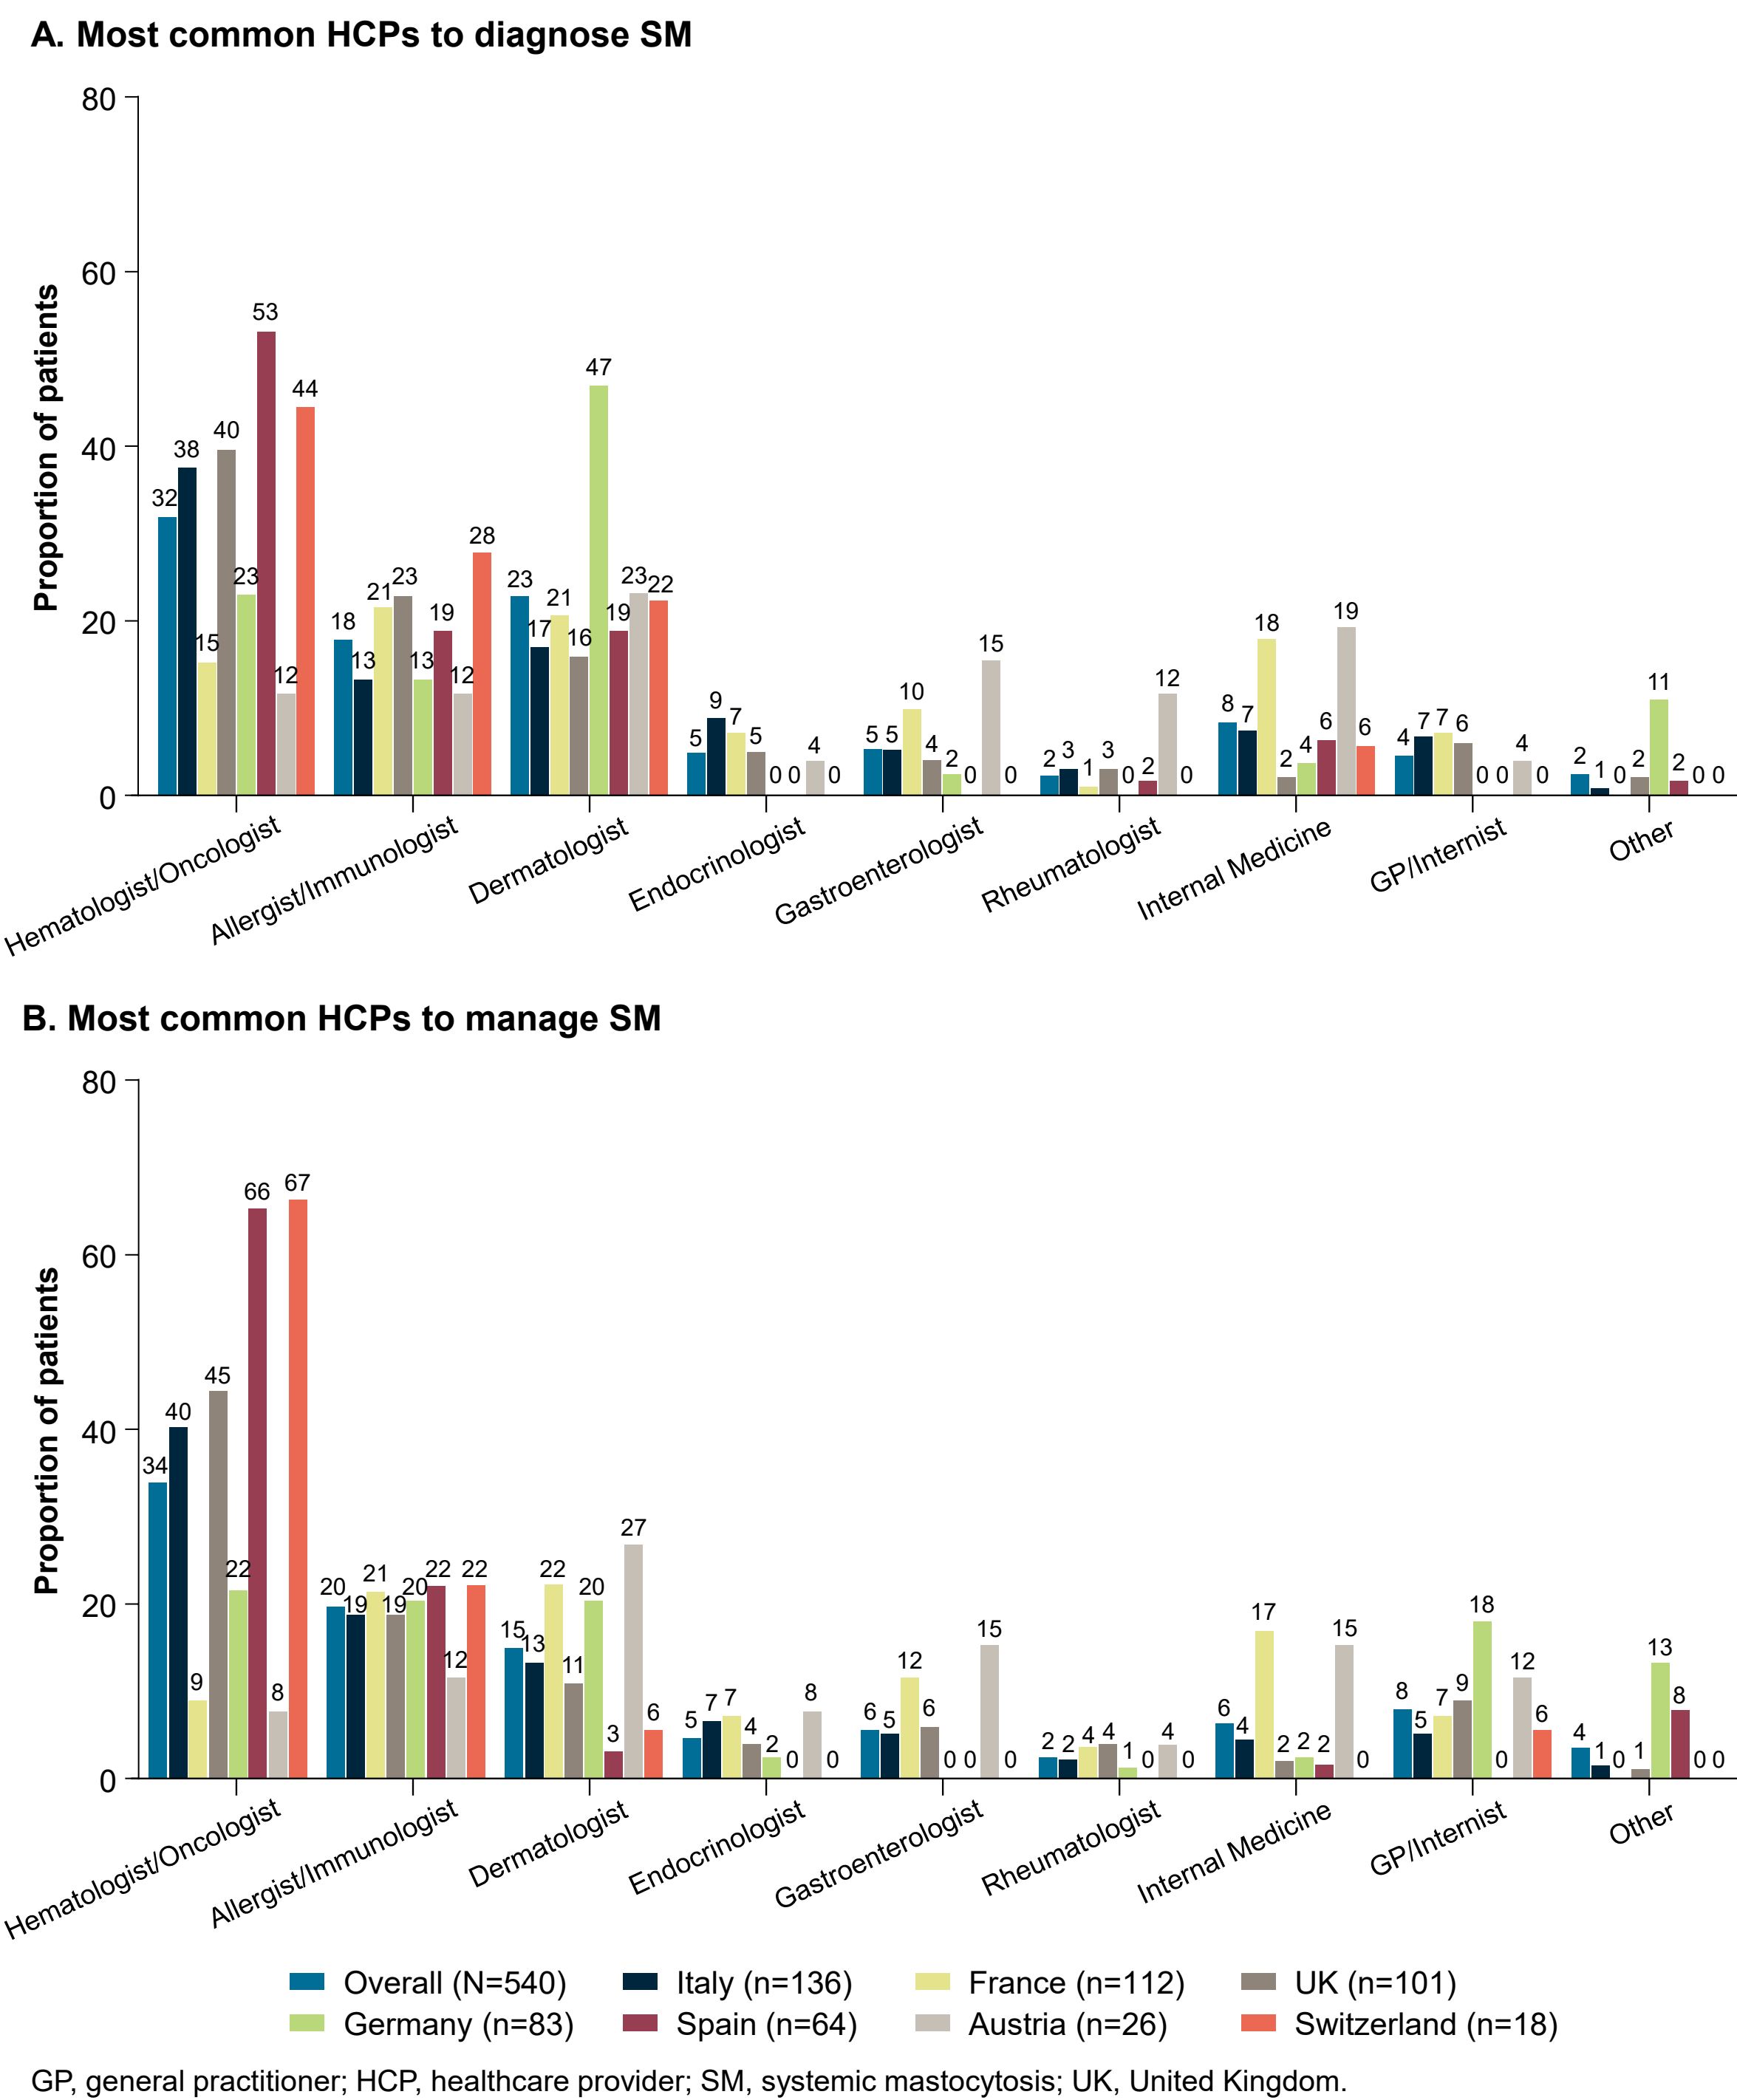 A. Most common HCPs to diagnose SM
Proportion of patients
80
60
40
20
0
32 38 15 40 23 53 12 44
18 13 21 23 13 19 12 28
23 17 21 16 47 19 23 22
5 9 7 5 0 0 4 0
5 5 10 4 2 0 15 0
2 3 1 3 0 2 12 0
8 7 18 2 4 6 19 6
4 7 7 6 0 0 4 0
2 1 0 2 11 2 0 0
Hematologist/Oncologist
Allergist/Immunologist
Dermatologist
Endocrinologist
Gastroenterologist
Rheumatologist
Internal Medicine
GP/Internist
Other
B. Most common HCPs to manage SM
Proportion of patients
80
60
40
20
0
34 40 9 45 22 66 8 67
20 19 21 19 20 22 12 22
15 13 22 11 20 3 27 6
5 7 7 4 2 0 8 0
6 5 12 6 0 0 15 0
2 2 4 4 1 0 4 0
6 4 17 2 2 2 15 0
8 5 7 9 18 0 12 6
4 1 0 1 13 8 0 0
Hematologist/Oncologist
Allergist/Immunologist
Dermatologist
Endocrinologist
Gastroenterologist
Rheumatologist
Internal Medicine
GP/Internist
Other
Overall (N=540) Italy (n=136) France (n=112) UK (n=101)
Germany (n=83) Spain (n=64) Austria (n=26) Switzerland (n=18)
GP, general practitioner; HCP, healthcare provider; SM, systemic mastocytosis; UK, United Kingdom.